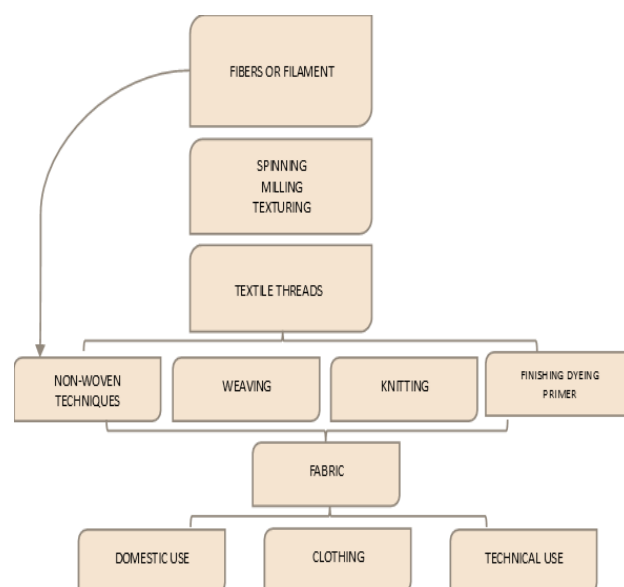 FIBERS OR FILAMENT
SPINNING
MILLING
TEXTURING
TEXTILE THREADS
NON-WOVEN
TECHNIQUES
WEAVING
KNITTING
FINISHING DYEING
PRIMER
FABRIC
DOMESTIC USE
CLOTHING
TECHNICAL USE